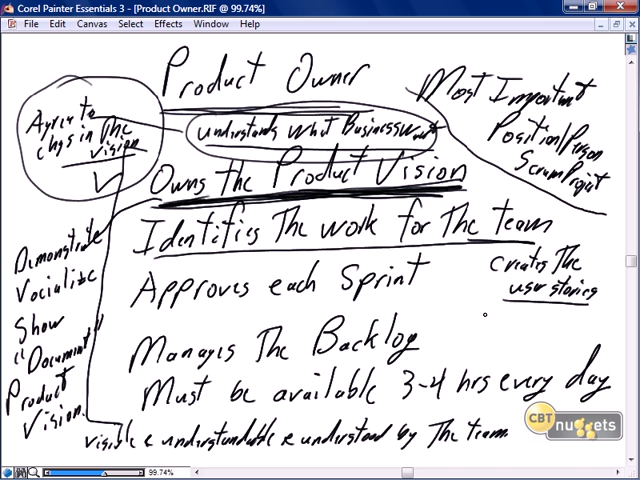 Corel Painter Essentials 3 - [Product Owner.RIF @ 99.74%]
File Edit Canvas Select Effects Window Help
Product Owner
Most Important
Position/Person
Scrum Project
Agree to
chgs in The
vision
understands what Business want
Owns the Product Vision
Identifies The work for The team
creates The
user stories
Approves each Sprint
Manages The Backlog
Must be available 3-4 hrs every day
Demonstrate
Vocialize
Show
"Document"
Product
Vision.
visible & understandable & understood by The team.
CBT nuggets
99.74%